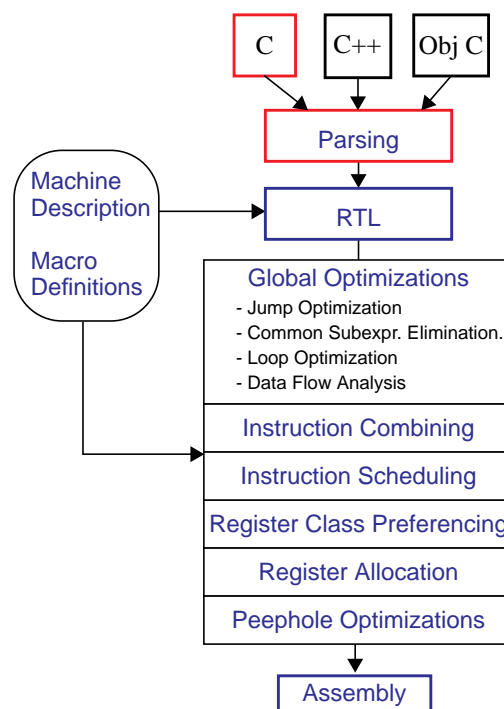 C
C++
Obj C
Parsing
Machine
Description
Macro
Definitions
RTL
Global Optimizations
- Jump Optimization
- Common Subexpr. Elimination.
- Loop Optimization
- Data Flow Analysis
Instruction Combining
Instruction Scheduling
Register Class Preferencing
Register Allocation
Peephole Optimizations
Assembly